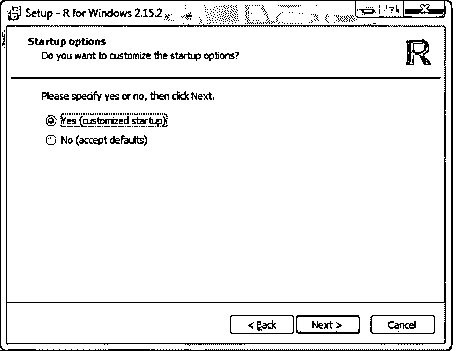 Setup - R for Windows 2.15.2
Startup options
Do you want to customize the startup options?
R
Please specify yes or no, then click Next.
Yes (customized startup)
No (accept defaults)
< Back
Next >
Cancel